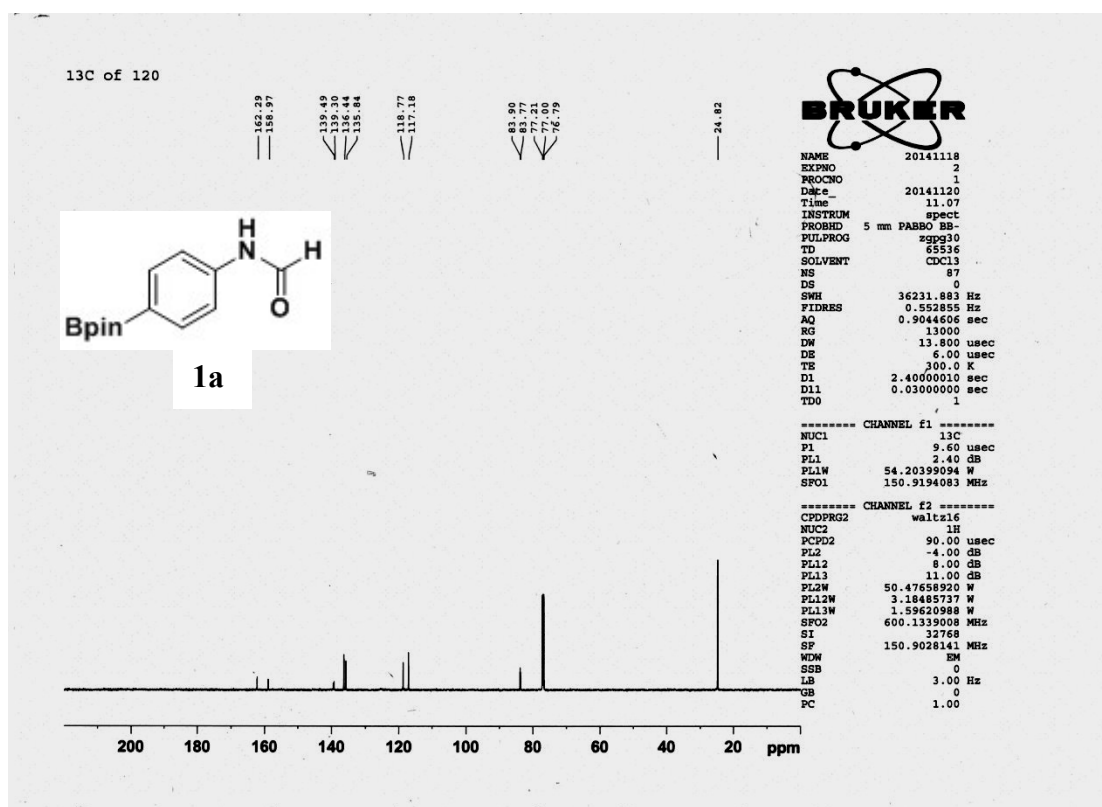 13C of 120
162.29
158.97
139.49
139.30
136.44
135.84
118.77
117.18
83.90
83.77
77.21
77.00
76.79
24.82
BRUKER
NAME 20141118
EXPNO 2
PROCNO 1
Date_ 20141120
Time 11.07
INSTRUM spect
PROBHD 5 mm PABBO BB-
PULPROG zgpg30
TD 65536
SOLVENT CDCl3
NS 87
DS 0
SWH 36231.883 Hz
FIDRES 0.552855 Hz
AQ 0.9044606 sec
RG 13000
DW 13.800 usec
DE 6.00 usec
TE 300.0 K
D1 2.40000010 sec
D11 0.03000000 sec
TD0 1
======== CHANNEL f1 ========
NUC1 13C
P1 9.60 usec
PL1 2.40 dB
PL1W 54.20399094 W
SFO1 150.9194083 MHz
======== CHANNEL f2 ========
CPDPRG2 waltz16
NUC2 1H
PCPD2 90.00 usec
PL2 -4.00 dB
PL12 8.00 dB
PL13 11.00 dB
PL2W 50.47658920 W
PL12W 3.18485737 W
PL13W 1.59620988 W
SFO2 600.1339008 MHz
SI 32768
SF 150.9028141 MHz
WDW EM
SSB 0
LB 3.00 Hz
GB 0
PC 1.00
H
N
H
O
Bpin
1a
200 180 160 140 120 100 80 60 40 20 ppm